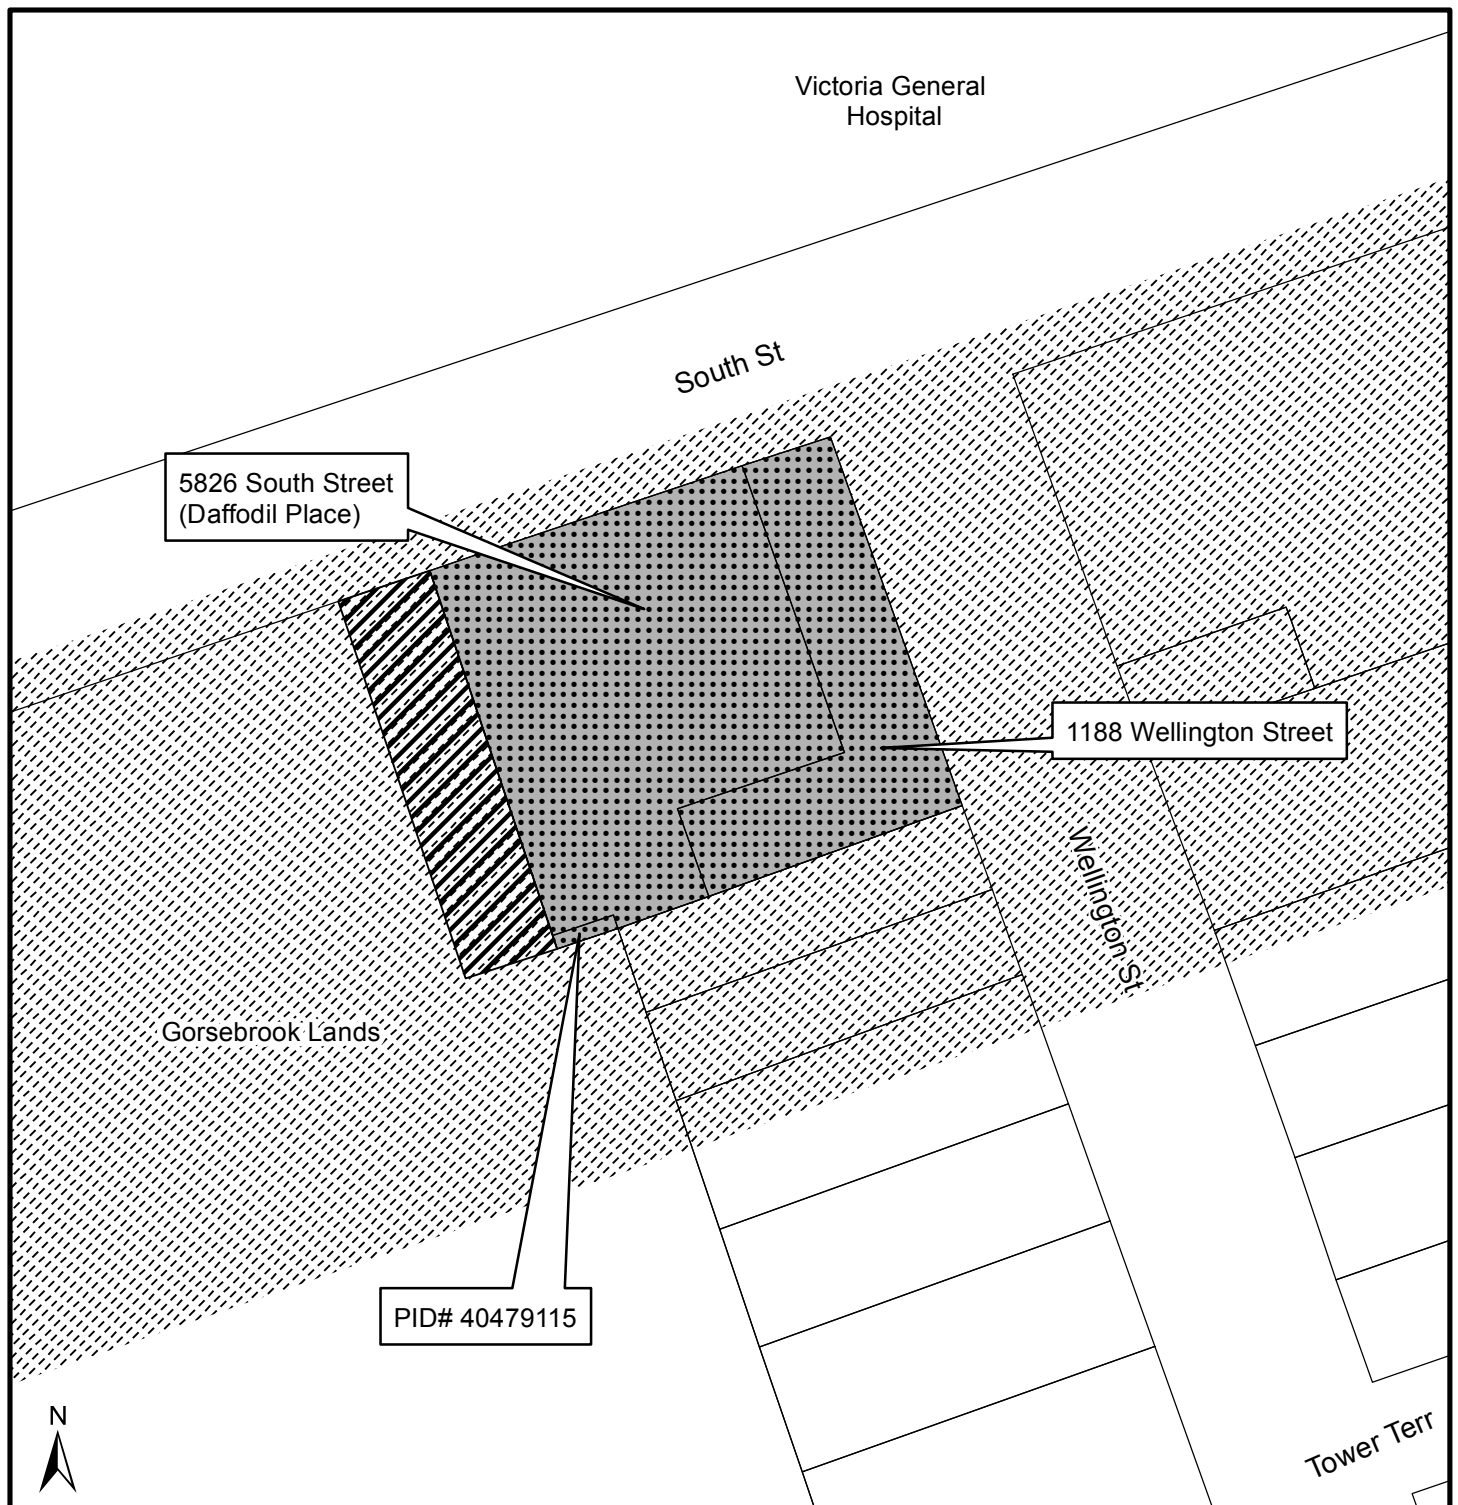 Victoria General
Hospital
South St
5826 South Street
(Daffodil Place)
1188 Wellington Street
Wellington St
Gorsebrook Lands
PID# 40479115
N
Tower Terr